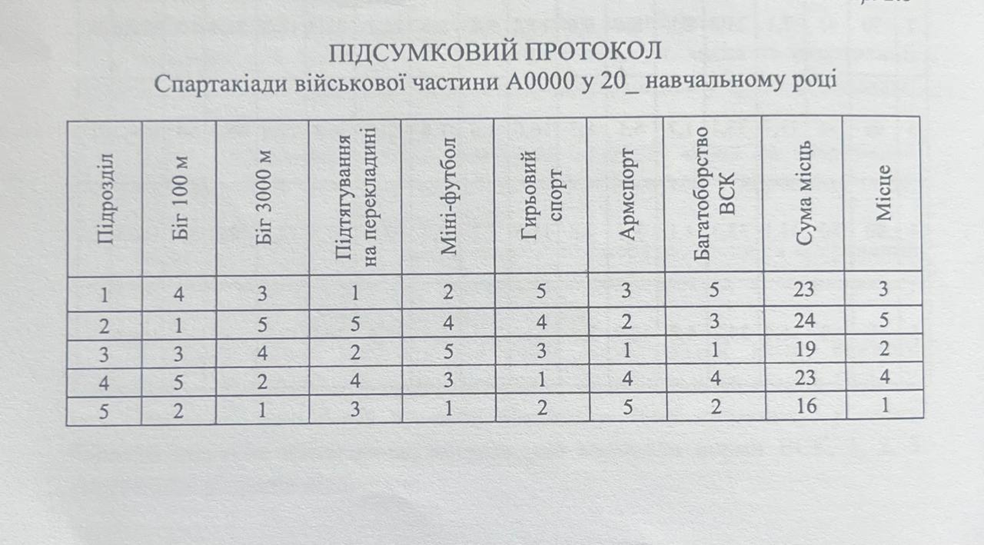 ПІДСУМКОВИЙ ПРОТОКОЛ
Спартакіади військової частини А0000 у 20_ навчальному році
Підрозділ | Біг 100 м | Біг 3000 м | Підтягування на перекладині | Міні-футбол | Гирьовий спорт | Армспорт | Багатоборство ВСК | Сума місць | Місце
1 | 4 | 3 | 1 | 2 | 5 | 3 | 5 | 23 | 3
2 | 1 | 5 | 5 | 4 | 4 | 2 | 3 | 24 | 5
3 | 3 | 4 | 2 | 5 | 3 | 1 | 1 | 19 | 2
4 | 5 | 2 | 4 | 3 | 1 | 4 | 4 | 23 | 4
5 | 2 | 1 | 3 | 1 | 2 | 5 | 2 | 16 | 1